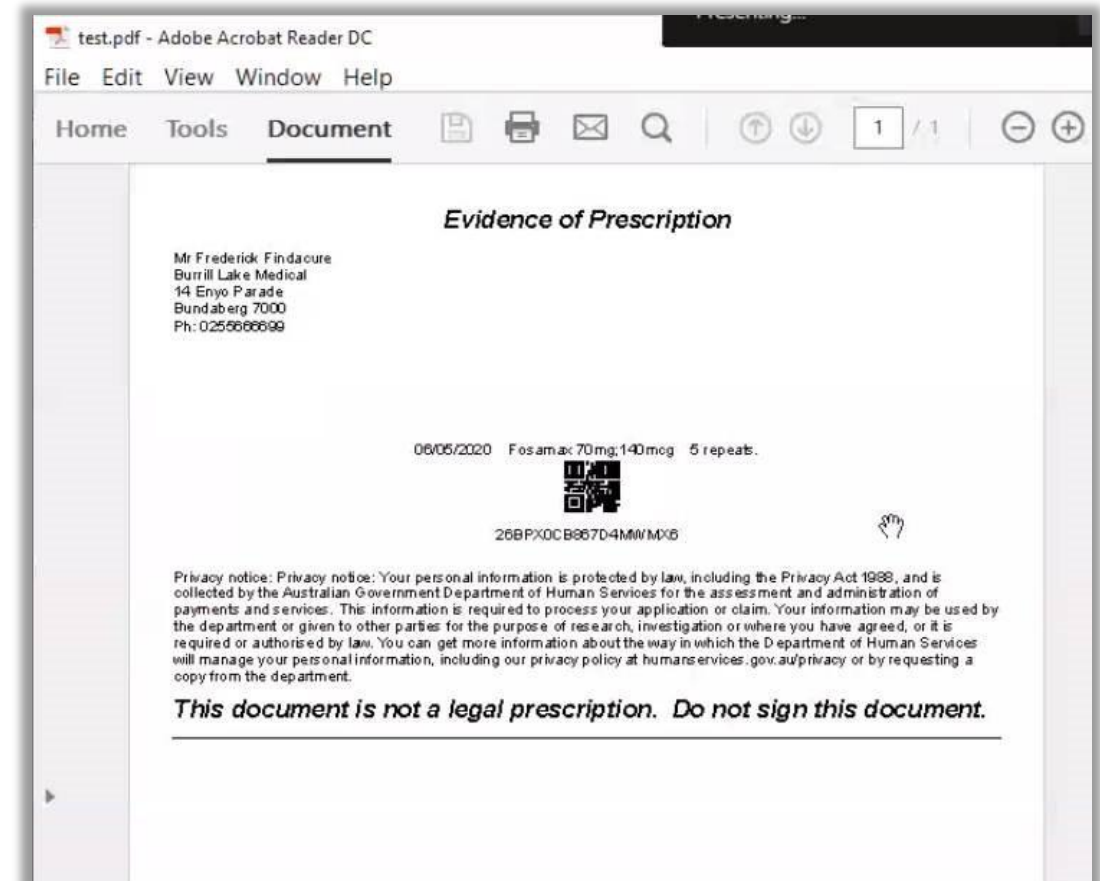 test.pdf - Adobe Acrobat Reader DC
Presenting...
File Edit View Window Help
Home Tools Document 1 / 1
Evidence of Prescription
Mr Frederick Findacure
Burrill Lake Medical
14 Enyo Parade
Bundaberg 7000
Ph: 0255666699
06/05/2020 Fosamax 70mg;140mcg 5 repeats.
26BPX0CB867D4MWMX6
Privacy notice: Privacy notice: Your personal information is protected by law, including the Privacy Act 1988, and is
collected by the Australian Government Department of Human Services for the assessment and administration of
payments and services. This information is required to process your application or claim. Your information may be used by
the department or given to other parties for the purpose of research, investigation or where you have agreed, or it is
required or authorised by law. You can get more information about the way in which the Department of Human Services
will manage your personal information, including our privacy policy at humanservices.gov.au/privacy or by requesting a
copy from the department.
This document is not a legal prescription. Do not sign this document.